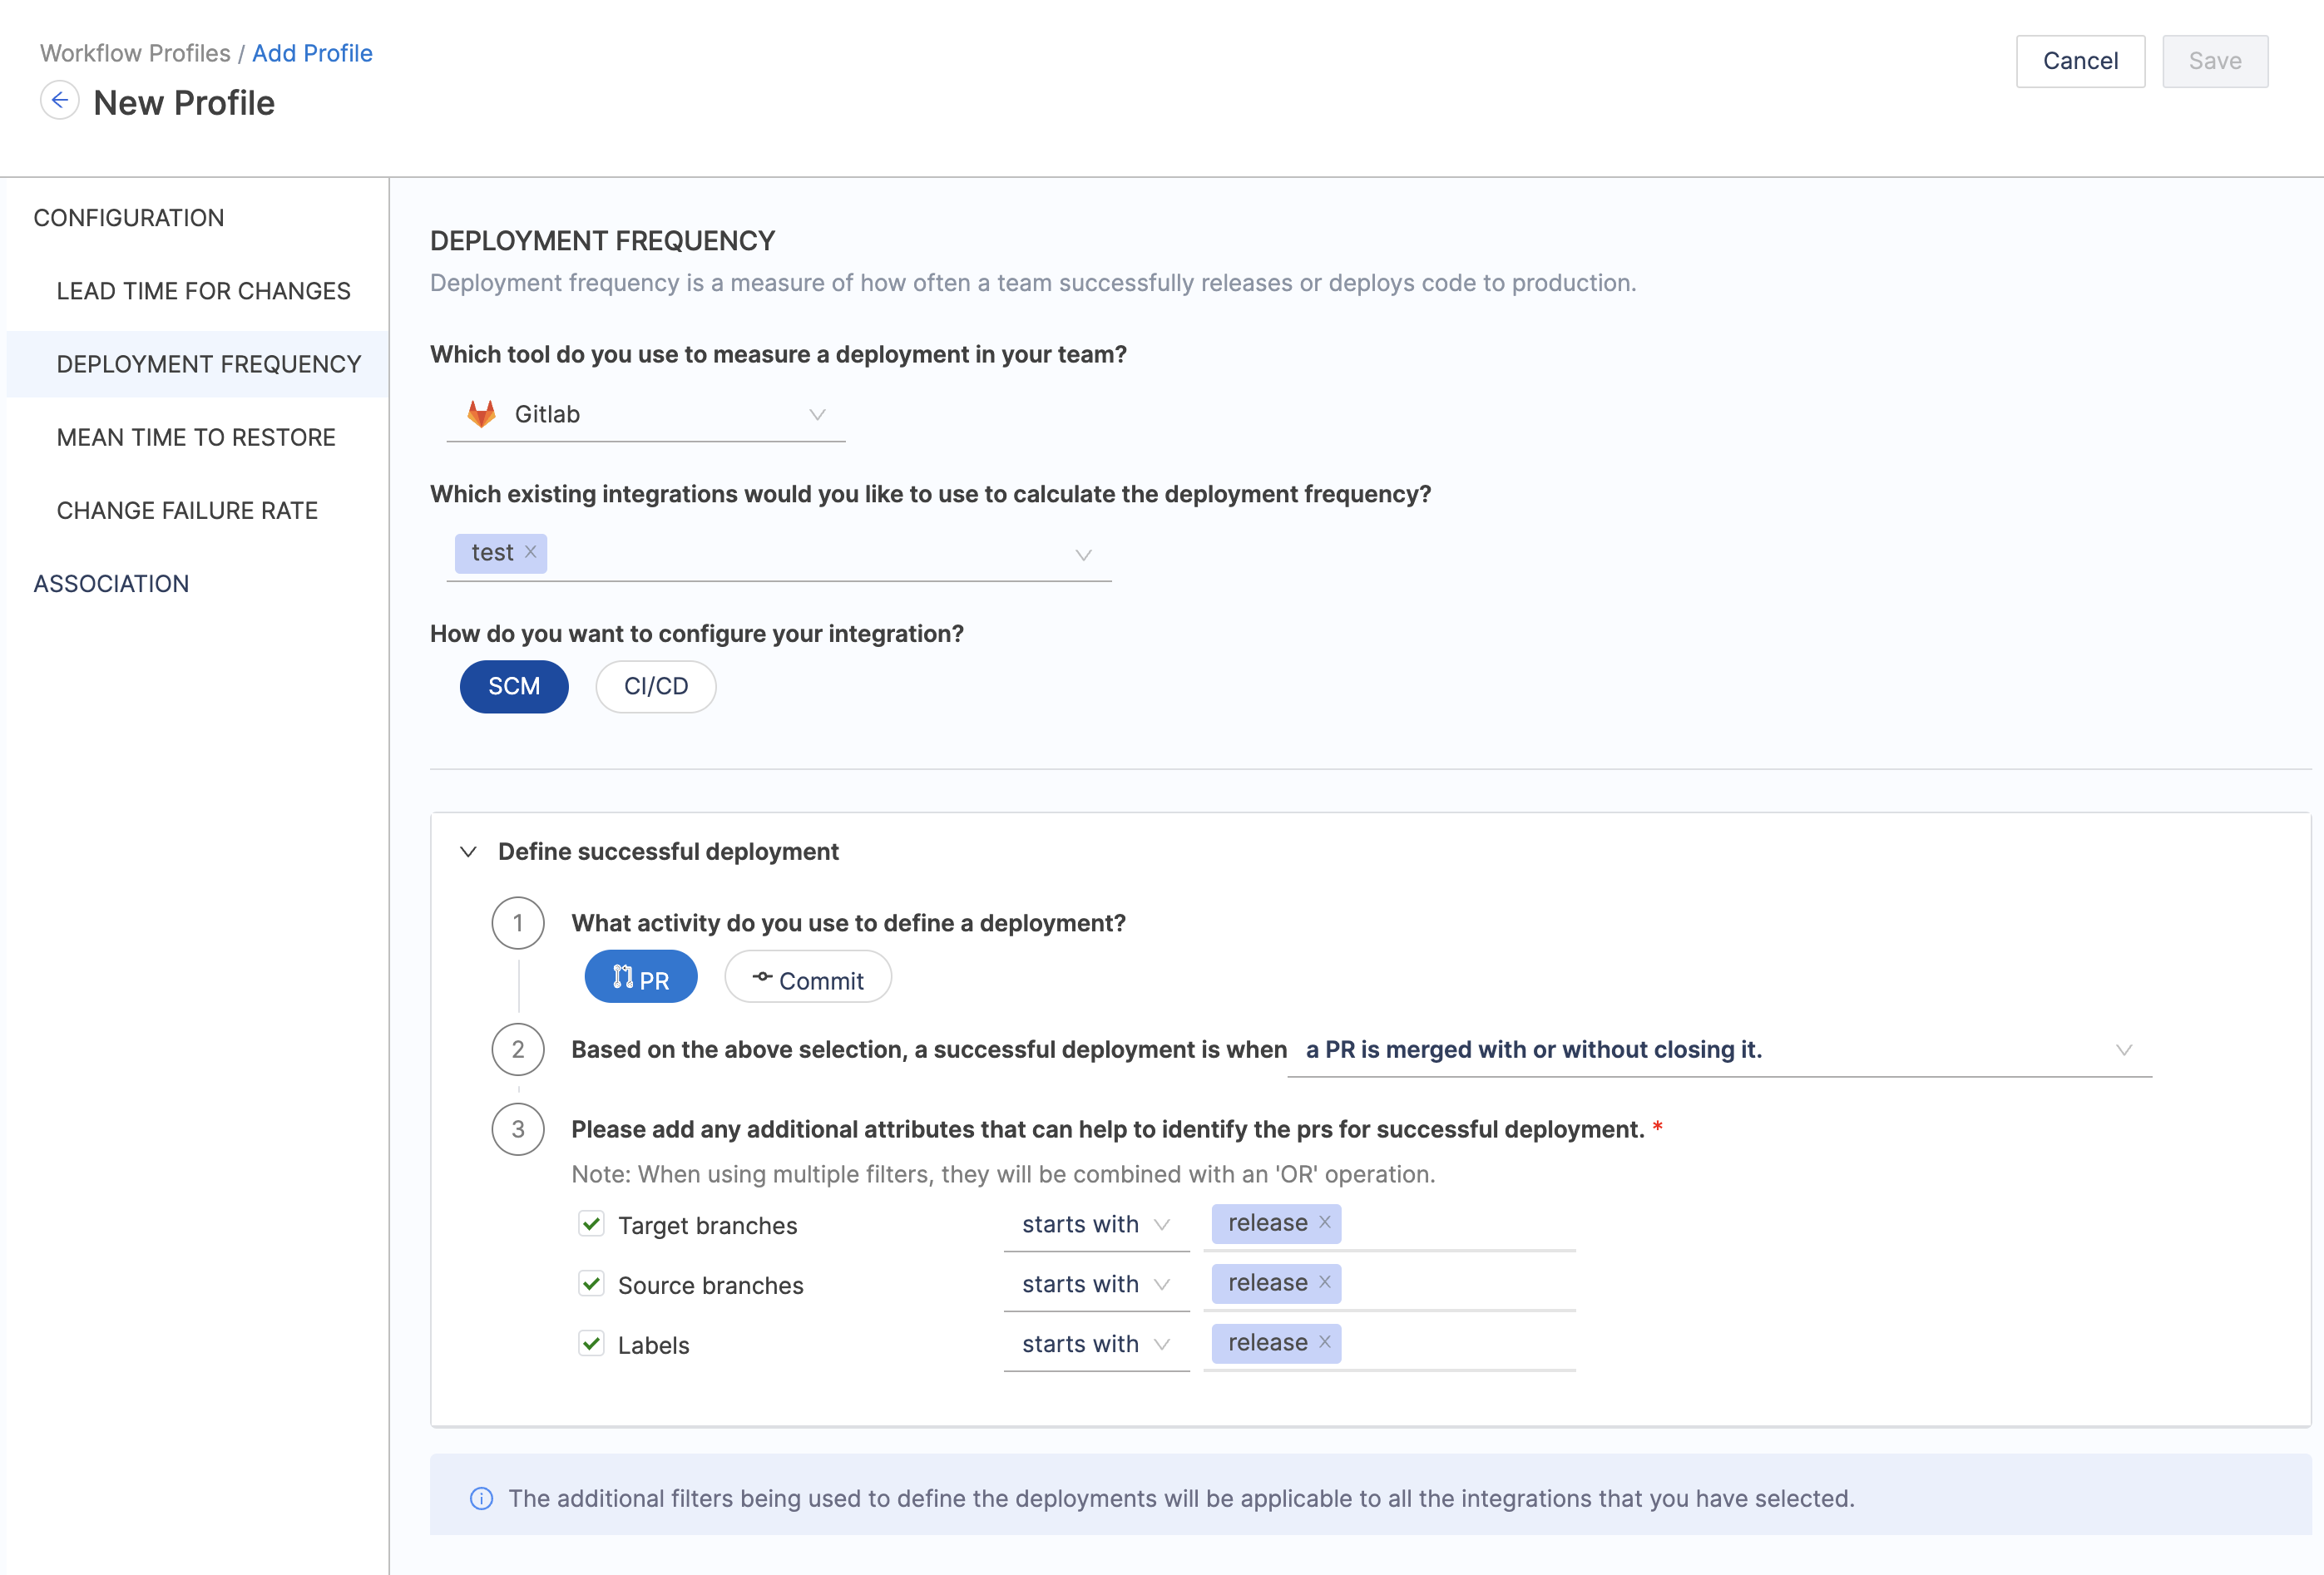 Workflow Profiles / Add Profile
New Profile
Cancel
Save
CONFIGURATION
LEAD TIME FOR CHANGES
DEPLOYMENT FREQUENCY
MEAN TIME TO RESTORE
CHANGE FAILURE RATE
ASSOCIATION
DEPLOYMENT FREQUENCY
Deployment frequency is a measure of how often a team successfully releases or deploys code to production.
Which tool do you use to measure a deployment in your team?
Gitlab
Which existing integrations would you like to use to calculate the deployment frequency?
test
How do you want to configure your integration?
SCM
CI/CD
Define successful deployment
1 What activity do you use to define a deployment?
PR
Commit
2 Based on the above selection, a successful deployment is when a PR is merged with or without closing it.
3 Please add any additional attributes that can help to identify the prs for successful deployment. *
Note: When using multiple filters, they will be combined with an 'OR' operation.
Target branches starts with release
Source branches starts with release
Labels starts with release
The additional filters being used to define the deployments will be applicable to all the integrations that you have selected.